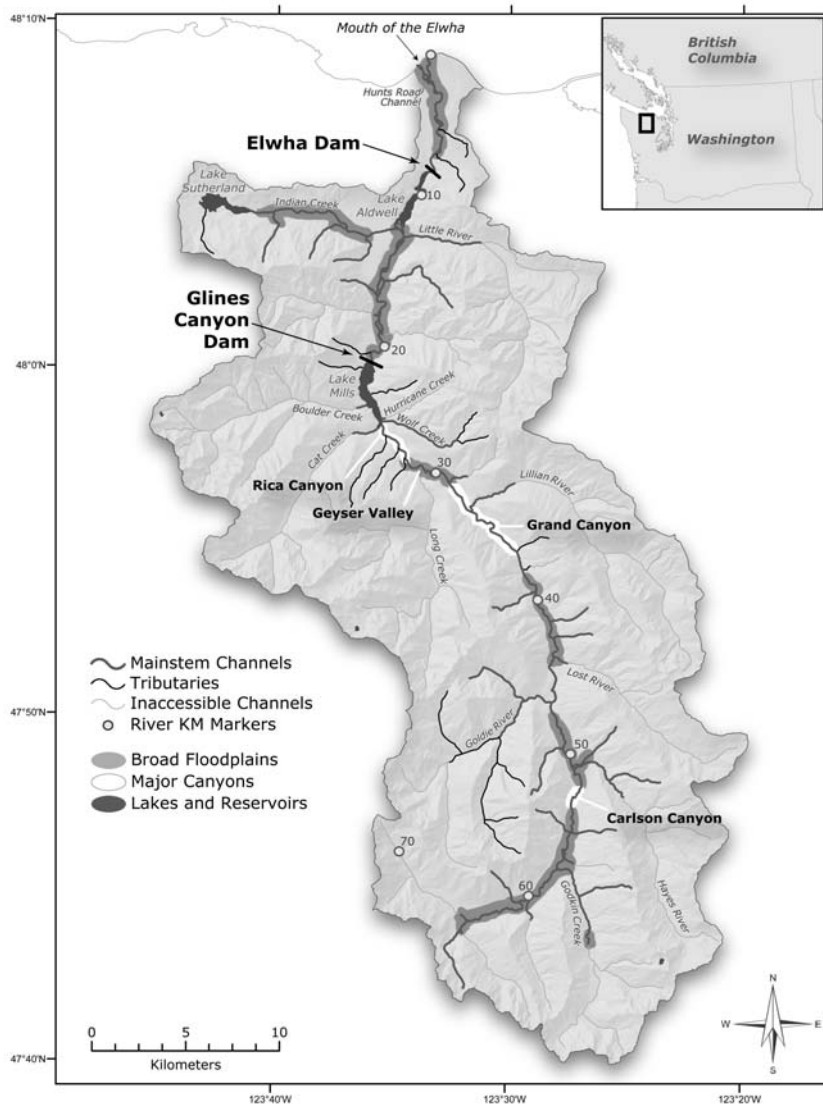 48°10'N
Mouth of the Elwha
British
Columbia
Hunts Road
Channel
Washington
Elwha Dam
Lake
Sutherland
10
Lake
Aldwell
Indian Creek
Little River
Glines
Canyon
Dam
20
48°0'N
Lake
Mills
Hurricane Creek
Boulder Creek
Wolf Creek
Cat Creek
30
Rica Canyon
Lillian River
Geyser Valley
Grand Canyon
Long Creek
40
Mainstem Channels
Tributaries
Inaccessible Channels
River KM Markers
Broad Floodplains
Major Canyons
Lakes and Reservoirs
Lost River
47°50'N
Goldie River
50
Carlson Canyon
70
60
Godkin Creek
Hayes River
N
W
E
S
0
5
10
Kilometers
47°40'N
123°40'W
123°30'W
123°20'W